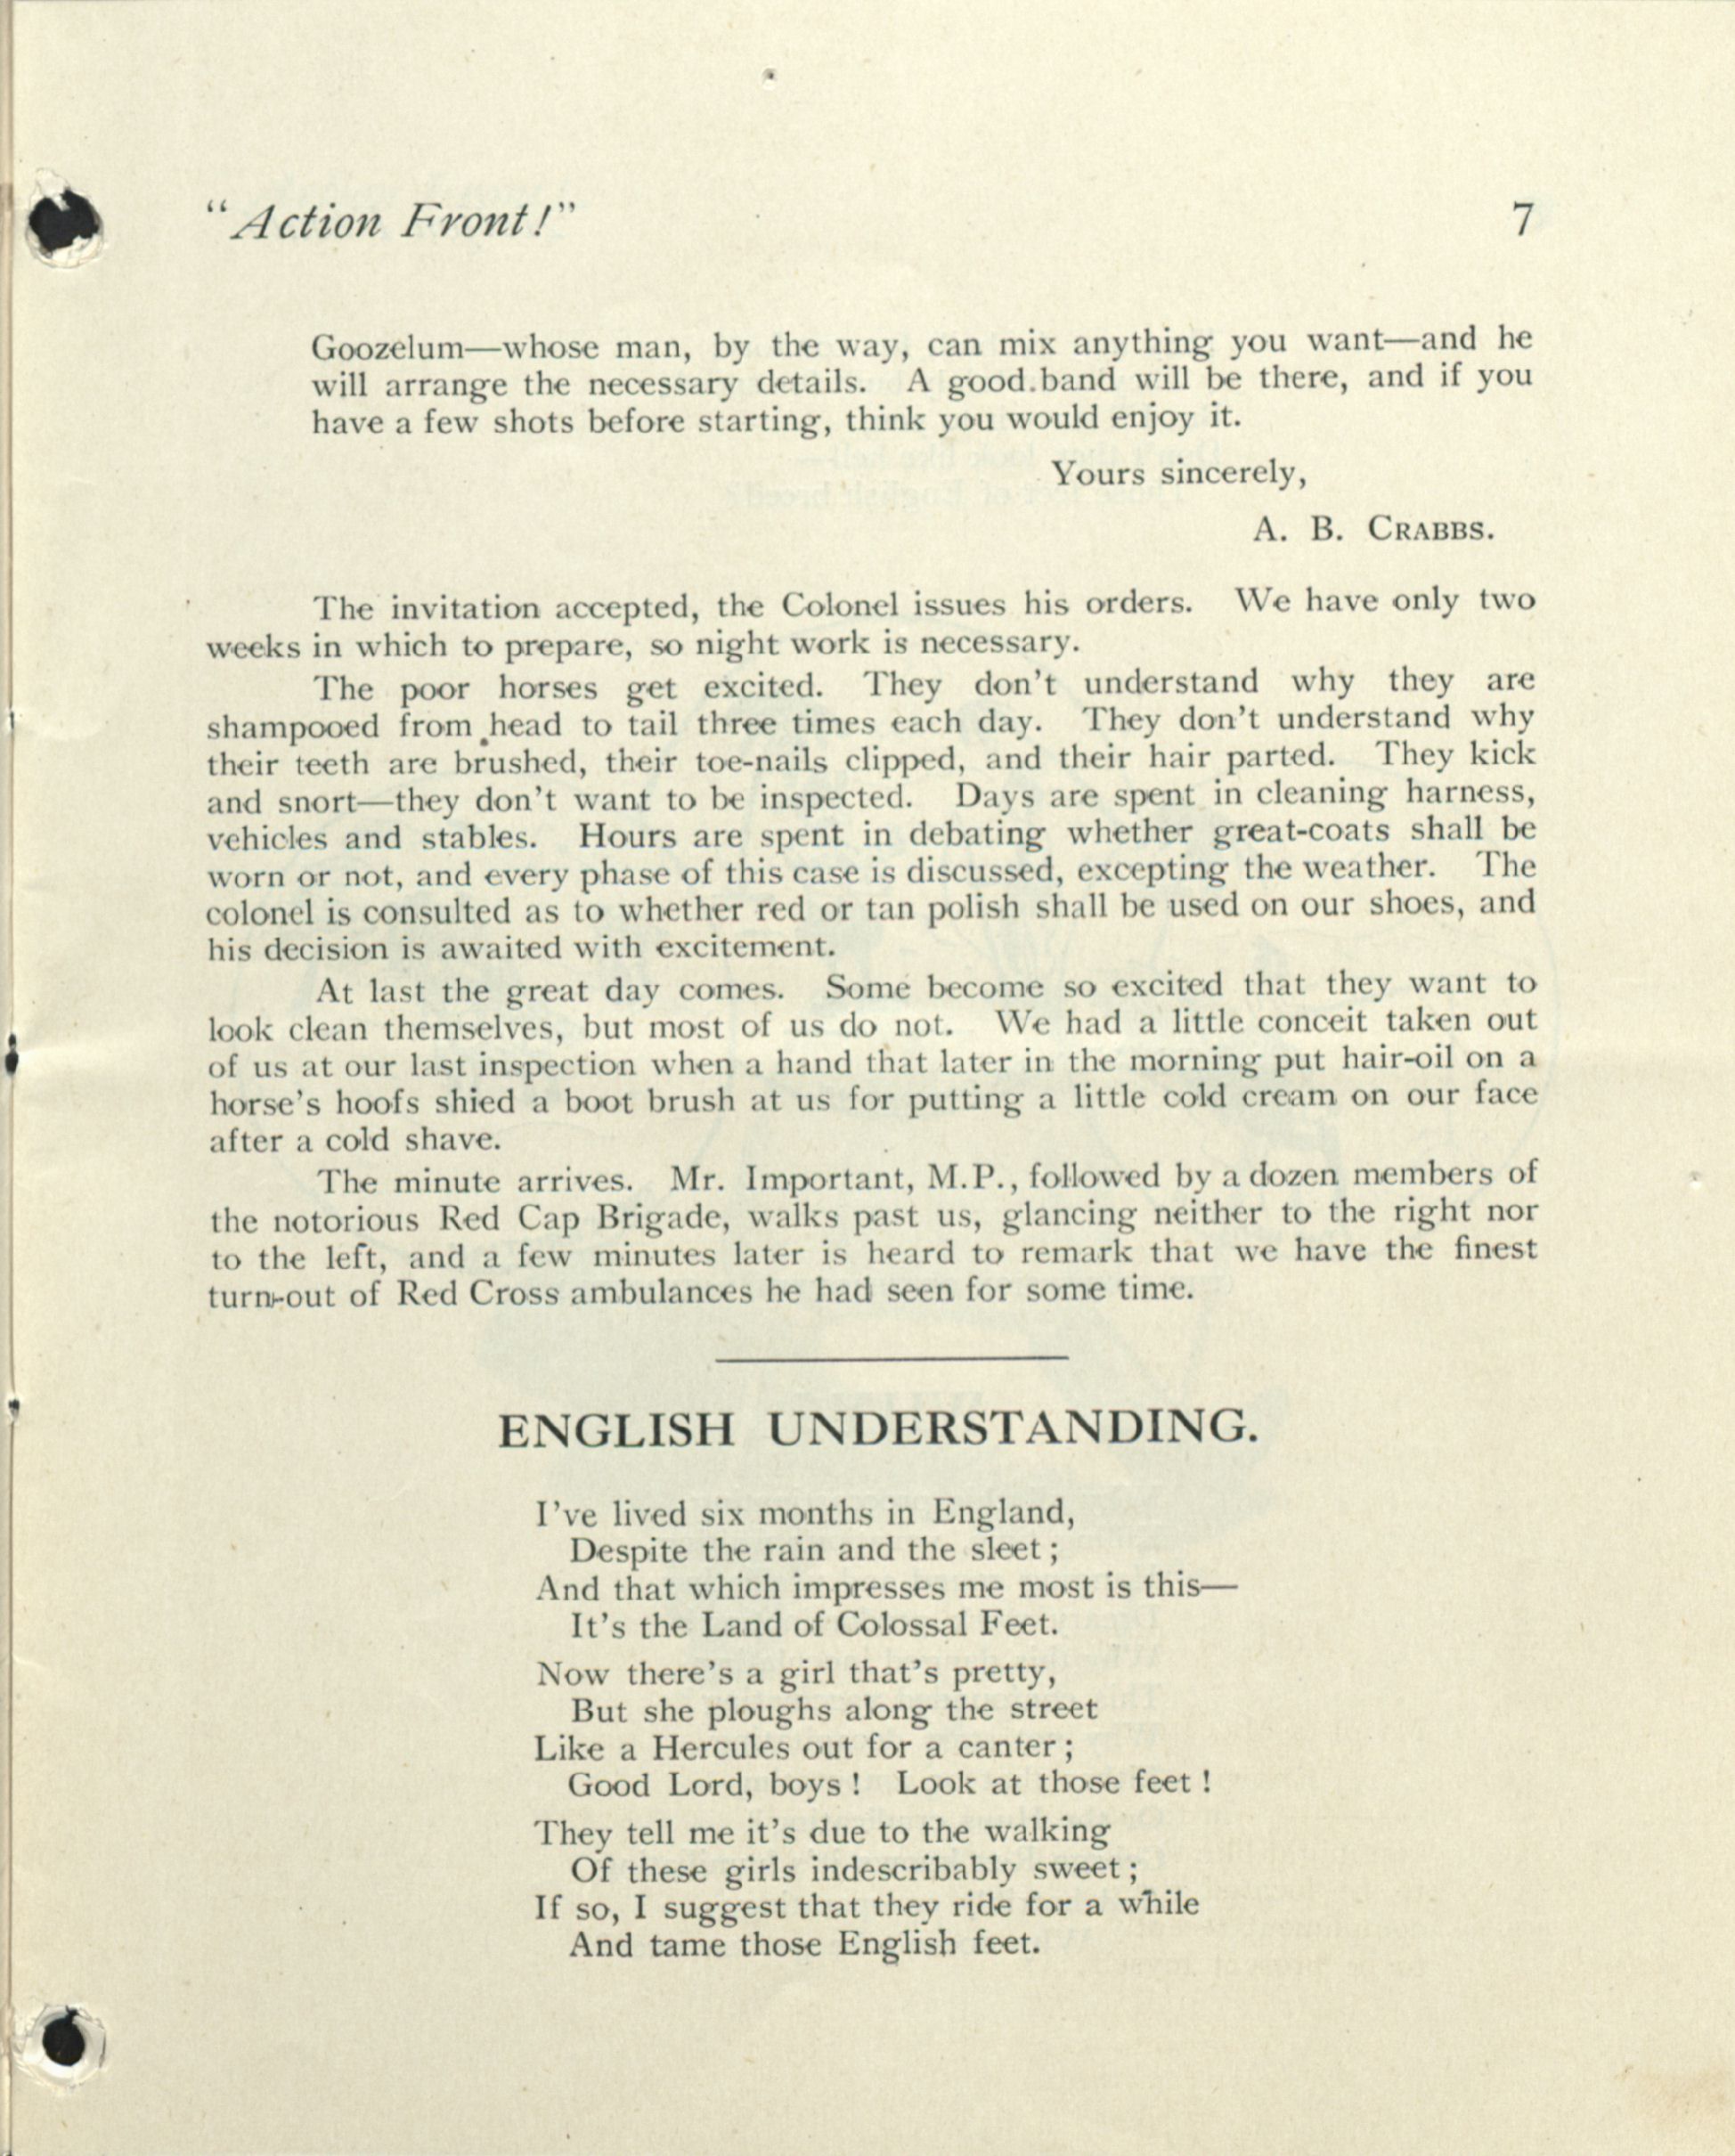 "Action Front!" 7
Goozelum—whose man, by the way, can mix anything you want—and he
will arrange the necessary details. A good.band will be there, and if you
have a few shots before starting, think you would enjoy it.
Yours sincerely,
A. B. CRABBS.
The invitation accepted, the Colonel issues his orders. We have only two
weeks in which to prepare, so night work is necessary.
The poor horses get excited. They don't understand why they are
shampooed from head to tail three times each day. They don't understand why
their teeth are brushed, their toe-nails clipped, and their hair parted. They kick
and snort—they don't want to be inspected. Days are spent in cleaning harness,
vehicles and stables. Hours are spent in debating whether great-coats shall be
worn or not, and every phase of this case is discussed, excepting the weather. The
colonel is consulted as to whether red or tan polish shall be used on our shoes, and
his decision is awaited with excitement.
At last the great day comes. Some become so excited that they want to
look clean themselves, but most of us do not. We had a little conceit taken out
of us at our last inspection when a hand that later in the morning put hair-oil on a
horse's hoofs shied a boot brush at us for putting a little cold cream on our face
after a cold shave.
The minute arrives. Mr. Important, M.P., followed by a dozen members of
the notorious Red Cap Brigade, walks past us, glancing neither to the right nor
to the left, and a few minutes later is heard to remark that we have the finest
turn-out of Red Cross ambulances he had seen for some time.
ENGLISH UNDERSTANDING.
I've lived six months in England,
Despite the rain and the sleet;
And that which impresses me most is this—
It's the Land of Colossal Feet.
Now there's a girl that's pretty,
But she ploughs along the street
Like a Hercules out for a canter;
Good Lord, boys! Look at those feet!
They tell me it's due to the walking
Of these girls indescribably sweet;
If so, I suggest that they ride for a while
And tame those English feet.